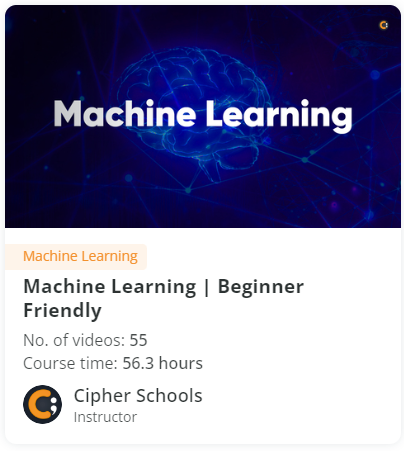 Machine Learning
Machine Learning
Machine Learning | Beginner
Friendly
No. of videos: 55
Course time: 56.3 hours
Cipher Schools
Instructor